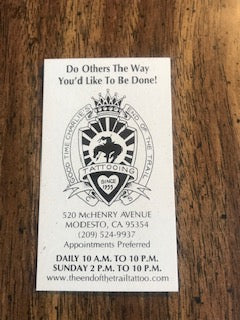 Do Others The Way
You'd Like To Be Done!
GOOD TIME CHARLIE'S
END OF THE TRAIL
TATTOOING
SINCE
1955
520 McHENRY AVENUE
MODESTO, CA 95354
(209) 524-9937
Appointments Preferred
DAILY 10 A.M. TO 10 P.M.
SUNDAY 2 P.M. TO 10 P.M.
www.theendofthetrailtattoo.com